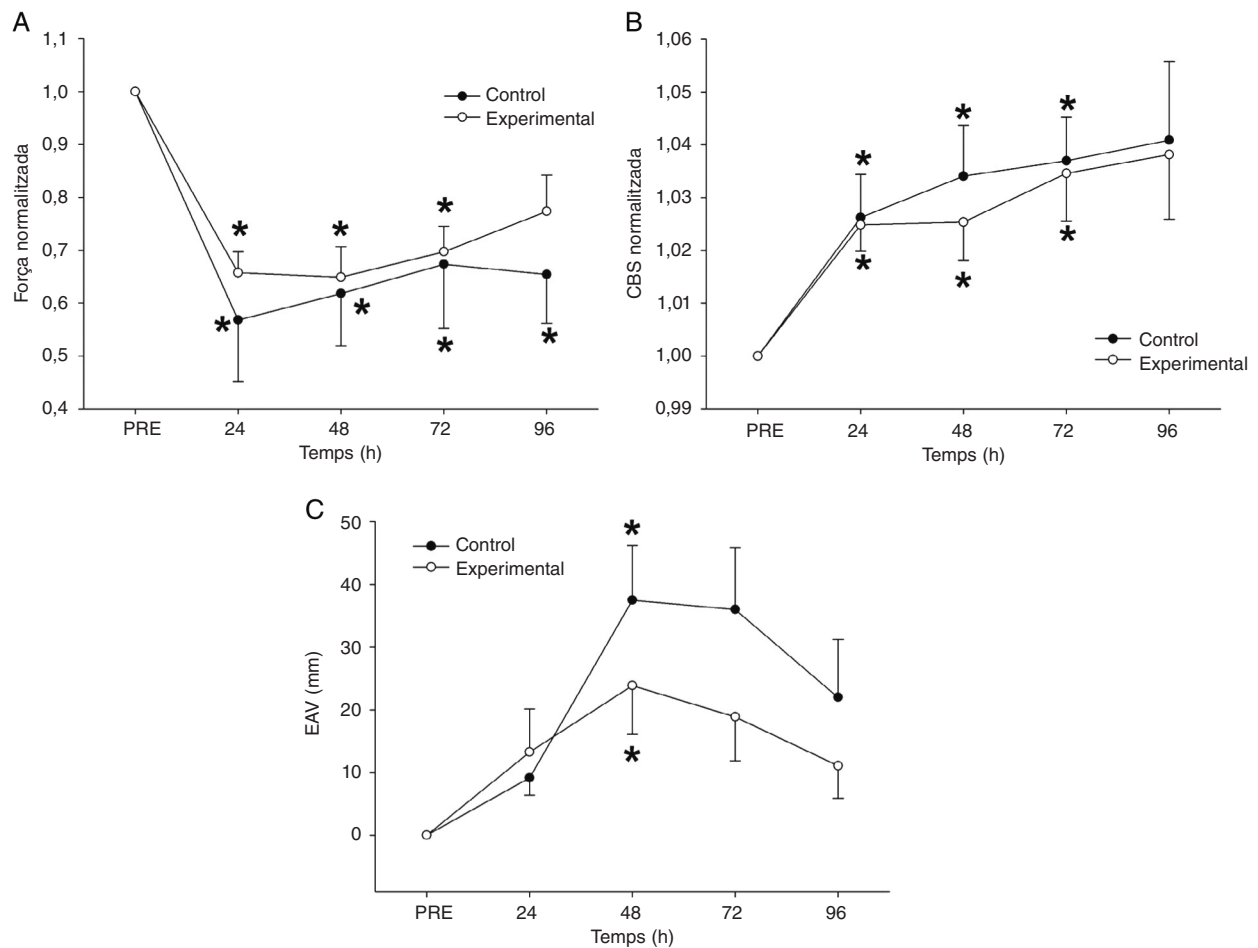 A
1,1
1,0
0,9
0,8
0,7
0,6
0,5
0,4
Força normalitzada
Control
Experimental
*
*
*
*
*
*
*
PRE
24
48
72
96
Temps (h)
B
1,06
1,05
1,04
1,03
1,02
1,01
1,00
0,99
CBS normalitzada
*
*
*
*
*
*
Control
Experimental
PRE
24
48
72
96
Temps (h)
C
50
40
30
20
10
0
EAV (mm)
Control
Experimental
*
*
PRE
24
48
72
96
Temps (h)